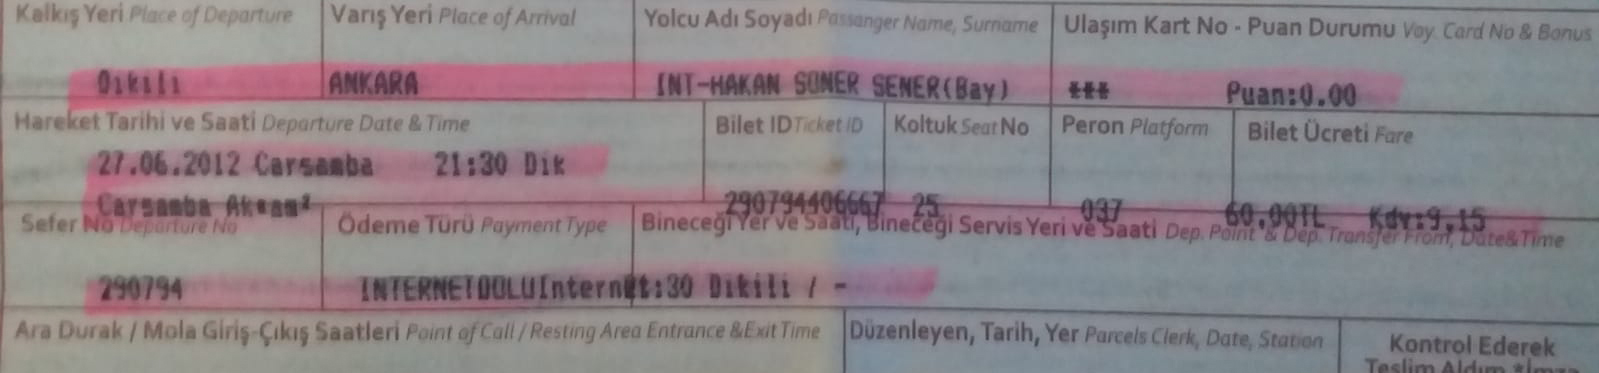 Kalkış Yeri Place of Departure Varış Yeri Place of Arrival Yolcu Adı Soyadı Passanger Name, Surname Ulaşım Kart No - Puan Durumu Voy. Card No & Bonus
Dikili ANKARA INT-HAKAN SONER SENER(Bay) *** Puan:0.00
Hareket Tarihi ve Saati Departure Date & Time Bilet ID Ticket ID Koltuk Seat No Peron Platform Bilet Ücreti Fare
27.06.2012 Carsamba 21:30 Dik
Carsamba Aksam² 290794406667 25 037 60.00TL Kdv:9,15
Sefer No Departure No Ödeme Türü Payment Type Bineceği Yer ve Saati, Bineceği Servis Yeri ve Saati Dep. Point & Dep. Transfer From, Date&Time
290794 :30 Dikili / -
Ara Durak / Mola Giriş-Çıkış Saatleri Point of Call / Resting Area Entrance &Exit Time Düzenleyen, Tarih, Yer Parcels Clerk, Date, Station Kontrol Ederek
Teslim Aldım